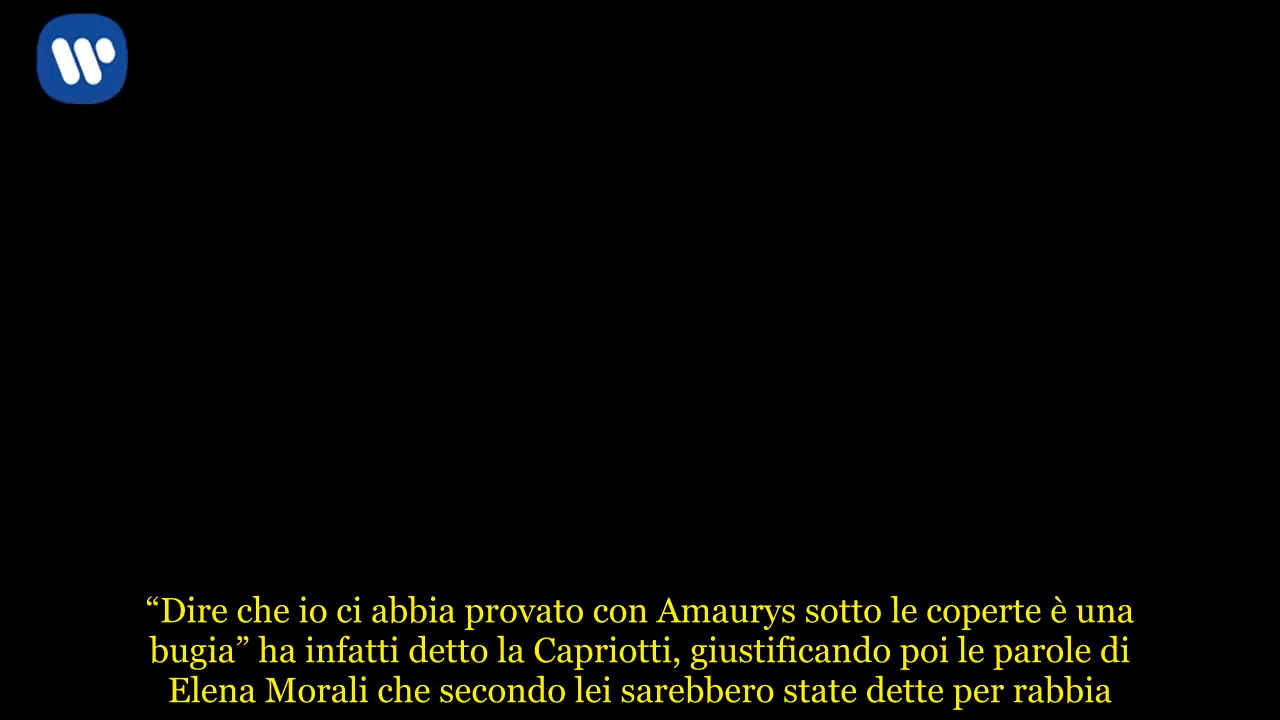 “Dire che io ci abbia provato con Amaurys sotto le coperte è una
bugia” ha infatti detto la Capriotti, giustificando poi le parole di
Elena Morali che secondo lei sarebbero state dette per rabbia